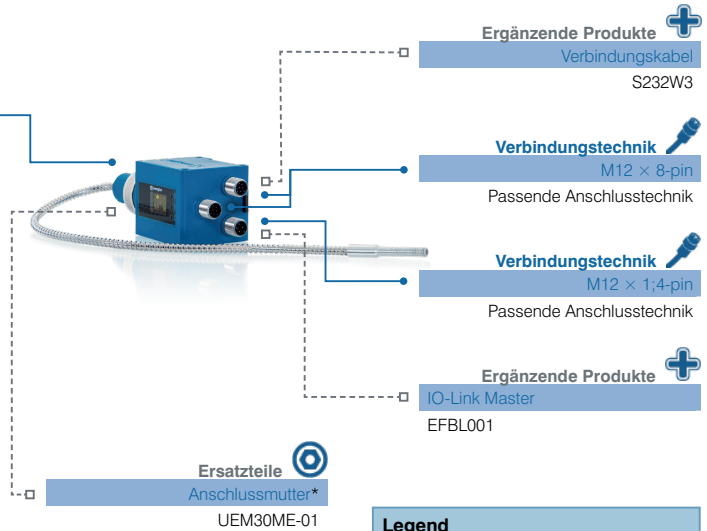 Ergänzende Produkte
Verbindungskabel
S232W3
Verbindungstechnik
M12 × 8-pin
Passende Anschlusstechnik
Verbindungstechnik
M12 × 1;4-pin
Passende Anschlusstechnik
Ergänzende Produkte
IO-Link Master
EFBL001
Ersatzteile
Anschlussmutter*
UEM30ME-01
Legend